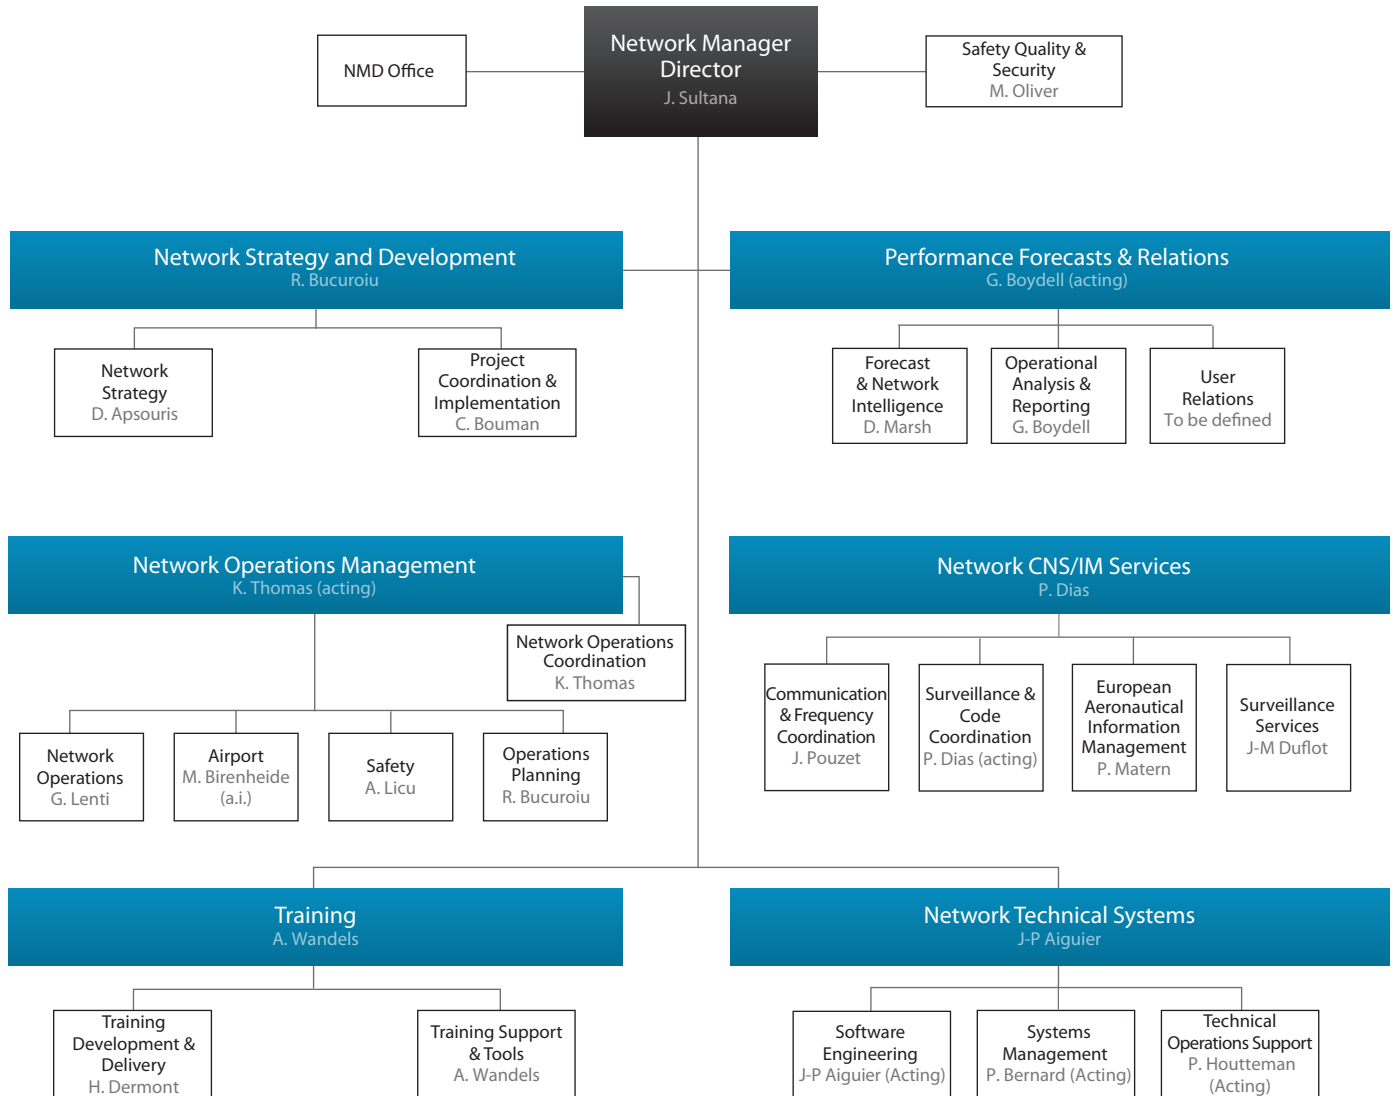 NMD Office
Network Manager
Director
J. Sultana
Safety Quality &
Security
M. Oliver
Network Strategy and Development
R. Bucuroiu
Network
Strategy
D. Apsouris
Project
Coordination &
Implementation
C. Bouman
Performance Forecasts & Relations
G. Boydell (acting)
Forecast
& Network
Intelligence
D. Marsh
Operational
Analysis &
Reporting
G. Boydell
User
Relations
To be defined
Network Operations Management
K. Thomas (acting)
Network Operations
Coordination
K. Thomas
Network
Operations
G. Lenti
Airport
M. Birenheide
(a.i.)
Safety
A. Licu
Operations
Planning
R. Bucuroiu
Network CNS/IM Services
P. Dias
Communication
& Frequency
Coordination
J. Pouzet
Surveillance &
Code
Coordination
P. Dias (acting)
European
Aeronautical
Information
Management
P. Matern
Surveillance
Services
J-M Duflot
Training
A. Wandels
Training
Development &
Delivery
H. Dermont
Training Support
& Tools
A. Wandels
Network Technical Systems
J-P Aiguier
Software
Engineering
J-P Aiguier (Acting)
Systems
Management
P. Bernard (Acting)
Technical
Operations Support
P. Houtteman
(Acting)